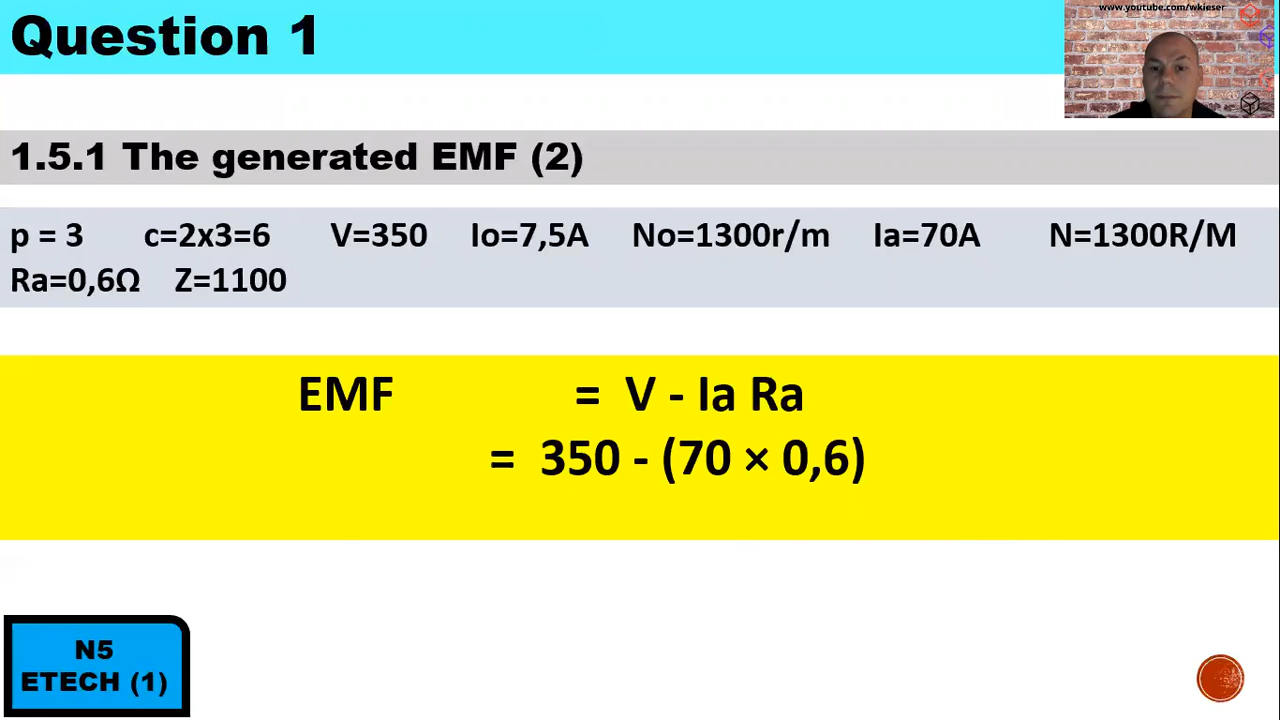 Question 1
www.youtube.com/wkieser
1.5.1 The generated EMF (2)
p = 3 c=2x3=6 V=350 Io=7,5A No=1300r/m Ia=70A N=1300R/M
Ra=0,6Ω Z=1100
EMF = V - Ia Ra
= 350 - (70 × 0,6)
N5
ETECH (1)